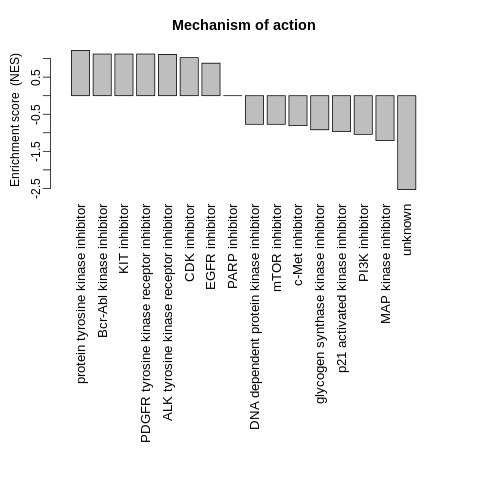 Mechanism of action
Enrichment score (NES)
0.5
-0.5
-1.5
-2.5
protein tyrosine kinase inhibitor
Bcr-Abl kinase inhibitor
KIT inhibitor
PDGFR tyrosine kinase receptor inhibitor
ALK tyrosine kinase receptor inhibitor
CDK inhibitor
EGFR inhibitor
PARP inhibitor
DNA dependent protein kinase inhibitor
mTOR inhibitor
c-Met inhibitor
glycogen synthase kinase inhibitor
p21 activated kinase inhibitor
PI3K inhibitor
MAP kinase inhibitor
unknown